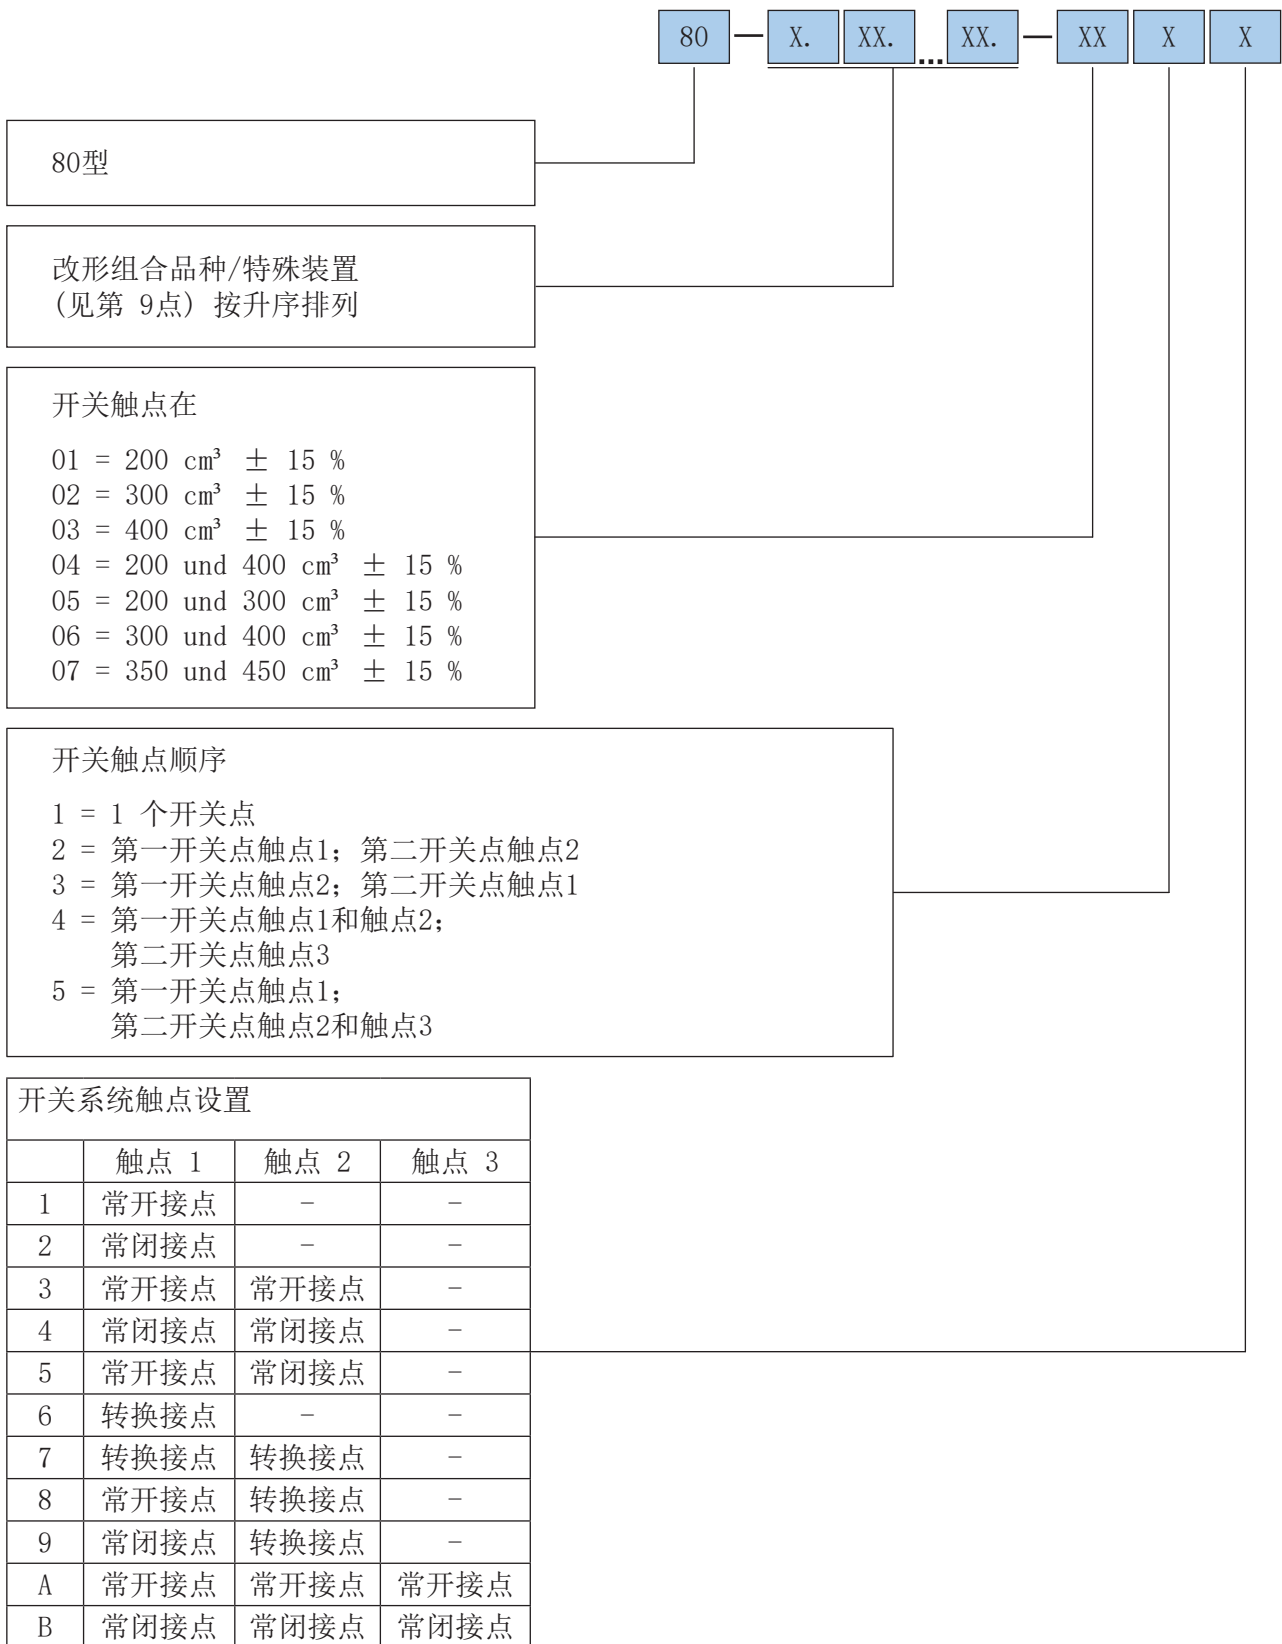 80 — X. XX. ... XX. — XX X X
80型
改形组合品种/特殊装置
(见第 9点) 按升序排列
开关触点在
01 = 200 cm³ ± 15 %
02 = 300 cm³ ± 15 %
03 = 400 cm³ ± 15 %
04 = 200 und 400 cm³ ± 15 %
05 = 200 und 300 cm³ ± 15 %
06 = 300 und 400 cm³ ± 15 %
07 = 350 und 450 cm³ ± 15 %
开关触点顺序
1 = 1 个开关点
2 = 第一开关点触点1; 第二开关点触点2
3 = 第一开关点触点2; 第二开关点触点1
4 = 第一开关点触点1和触点2;
第二开关点触点3
5 = 第一开关点触点1;
第二开关点触点2和触点3
开关系统触点设置
触点 1 触点 2 触点 3
1 常开接点 - -
2 常闭接点 - -
3 常开接点 常开接点 -
4 常闭接点 常闭接点 -
5 常开接点 常闭接点 -
6 转换接点 - -
7 转换接点 转换接点 -
8 常开接点 转换接点 -
9 常闭接点 转换接点 -
A 常开接点 常开接点 常开接点
B 常闭接点 常闭接点 常闭接点